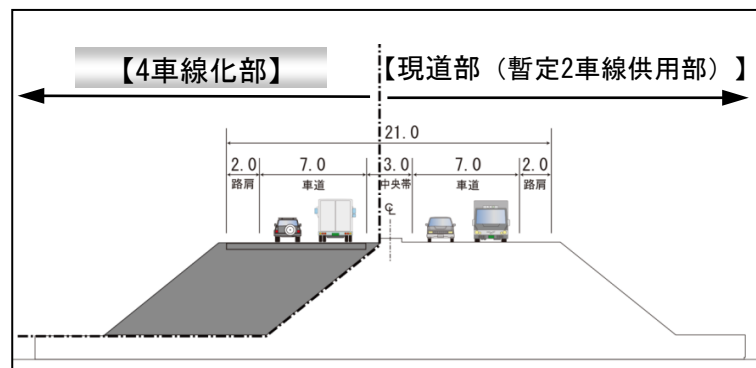 【4車線化部】 【現道部（暫定2車線供用部）】
21.0
2.0 7.0 3.0 7.0 2.0
路肩 車道 中央帯 車道 路肩
℄